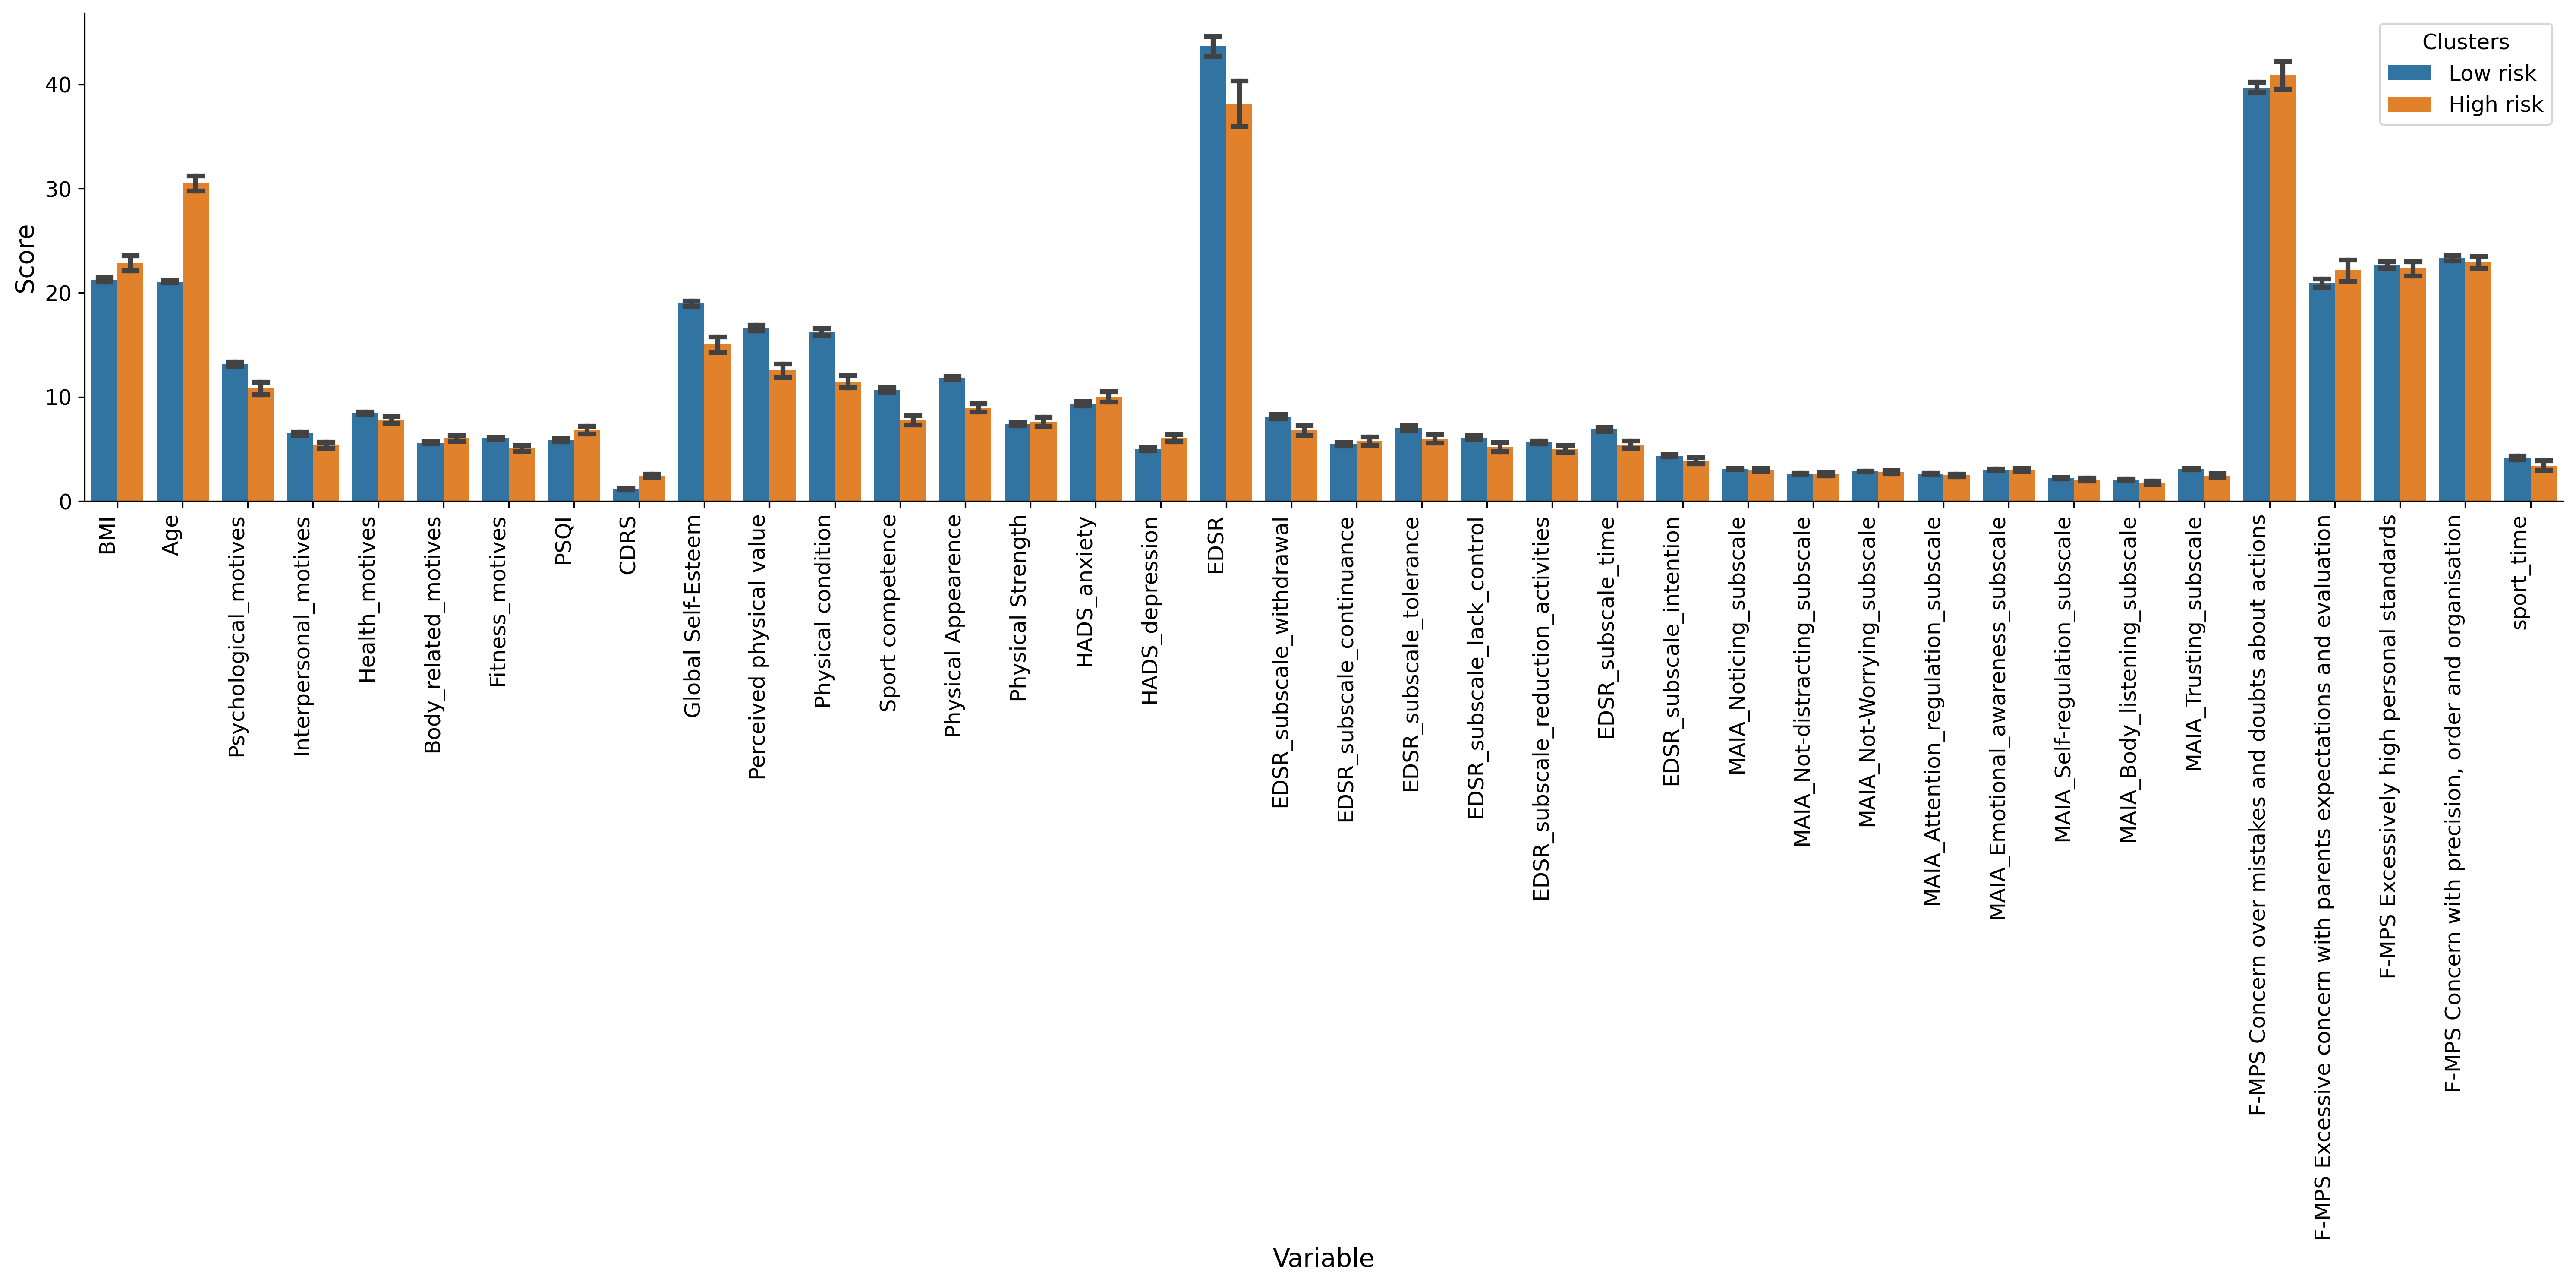 Clusters
Low risk
High risk
Score
40
30
20
10
0
BMI
Age
Psychological_motives
Interpersonal_motives
Health_motives
Body_related_motives
Fitness_motives
PSQI
CDRS
Global Self-Esteem
Perceived physical value
Physical condition
Sport competence
Physical Appearence
Physical Strength
HADS_anxiety
HADS_depression
EDSR
EDSR_subscale_withdrawal
EDSR_subscale_continuance
EDSR_subscale_tolerance
EDSR_subscale_lack_control
EDSR_subscale_reduction_activities
EDSR_subscale_time
EDSR_subscale_intention
MAIA_Noticing_subscale
MAIA_Not-distracting_subscale
MAIA_Not-Worrying_subscale
MAIA_Attention_regulation_subscale
MAIA_Emotional_awareness_subscale
MAIA_Self-regulation_subscale
MAIA_Body_listening_subscale
MAIA_Trusting_subscale
F-MPS Concern over mistakes and doubts about actions
F-MPS Excessive concern with parents expectations and evaluation
F-MPS Excessively high personal standards
F-MPS Concern with precision, order and organisation
sport_time
Variable